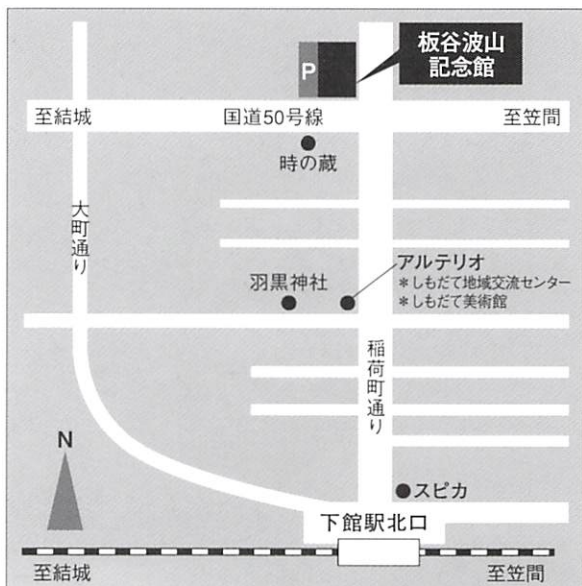 板谷波山
記念館
P
至結城
国道50号線
至笠間
時の蔵
大町通り
アルテリオ
＊しもだて地域交流センター
＊しもだて美術館
羽黒神社
稲荷町通り
N
スピカ
下館駅北口
至結城
至笠間